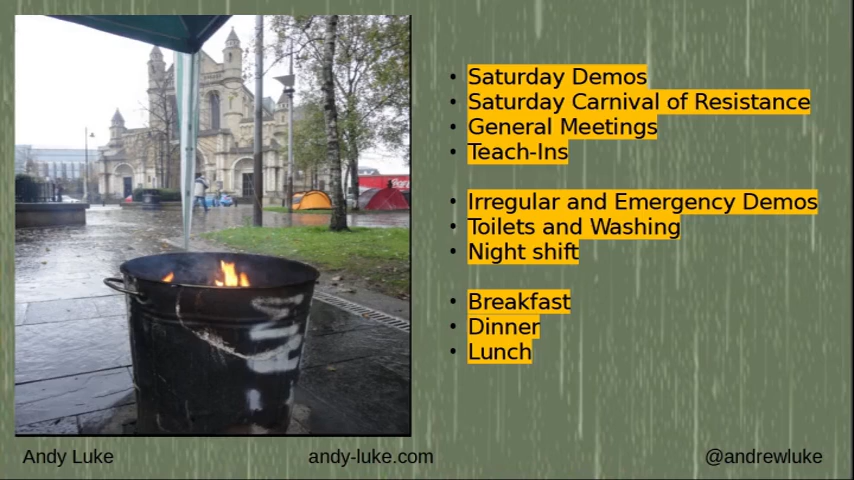 • Saturday Demos
• Saturday Carnival of Resistance
• General Meetings
• Teach-Ins
• Irregular and Emergency Demos
• Toilets and Washing
• Night shift
• Breakfast
• Dinner
• Lunch
Andy Luke andy-luke.com @andrewluke